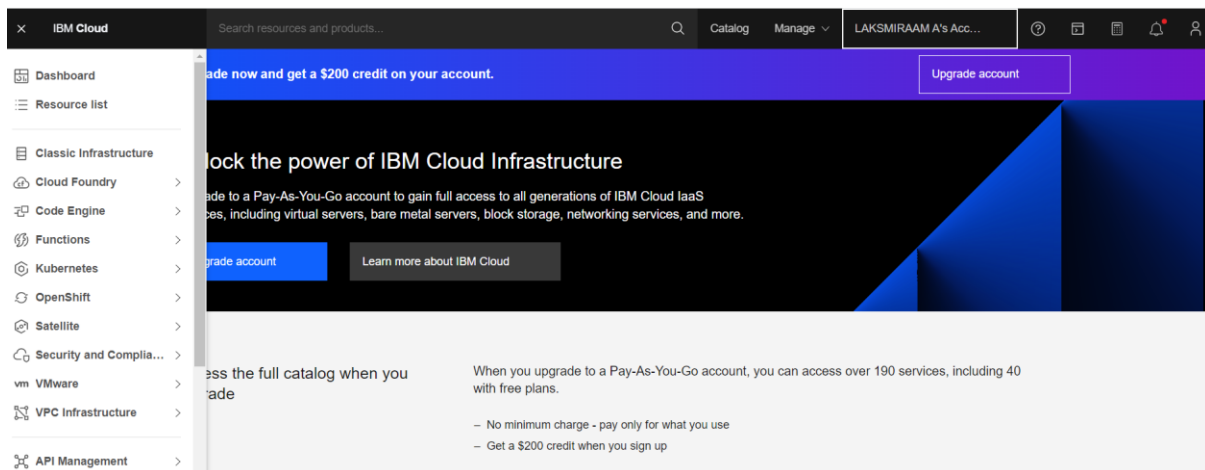 IBM Cloud
Search resources and products...
Catalog
Manage
LAKSMIRAAM A's Acc...
Dashboard
Resource list
Classic Infrastructure
Cloud Foundry
Code Engine
Functions
Kubernetes
OpenShift
Satellite
Security and Complia...
vm VMware
VPC Infrastructure
API Management
ade now and get a $200 credit on your account.
Upgrade account
lock the power of IBM Cloud Infrastructure
ade to a Pay-As-You-Go account to gain full access to all generations of IBM Cloud IaaS
ces, including virtual servers, bare metal servers, block storage, networking services, and more.
grade account
Learn more about IBM Cloud
ess the full catalog when you
rade
When you upgrade to a Pay-As-You-Go account, you can access over 190 services, including 40
with free plans.
– No minimum charge - pay only for what you use
– Get a $200 credit when you sign up